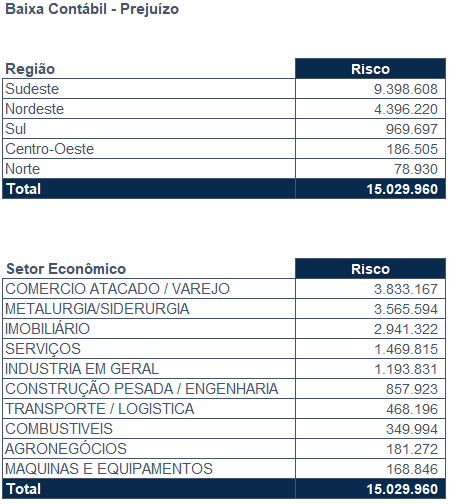 Baixa Contábil - Prejuízo
Região Risco
Sudeste 9.398.608
Nordeste 4.396.220
Sul 969.697
Centro-Oeste 186.505
Norte 78.930
Total 15.029.960
Setor Econômico Risco
COMERCIO ATACADO / VAREJO 3.833.167
METALURGIA/SIDERURGIA 3.565.594
IMOBILIÁRIO 2.941.322
SERVIÇOS 1.469.815
INDUSTRIA EM GERAL 1.193.831
CONSTRUÇÃO PESADA / ENGENHARIA 857.923
TRANSPORTE / LOGISTICA 468.196
COMBUSTIVEIS 349.994
AGRONEGÓCIOS 181.272
MAQUINAS E EQUIPAMENTOS 168.846
Total 15.029.960